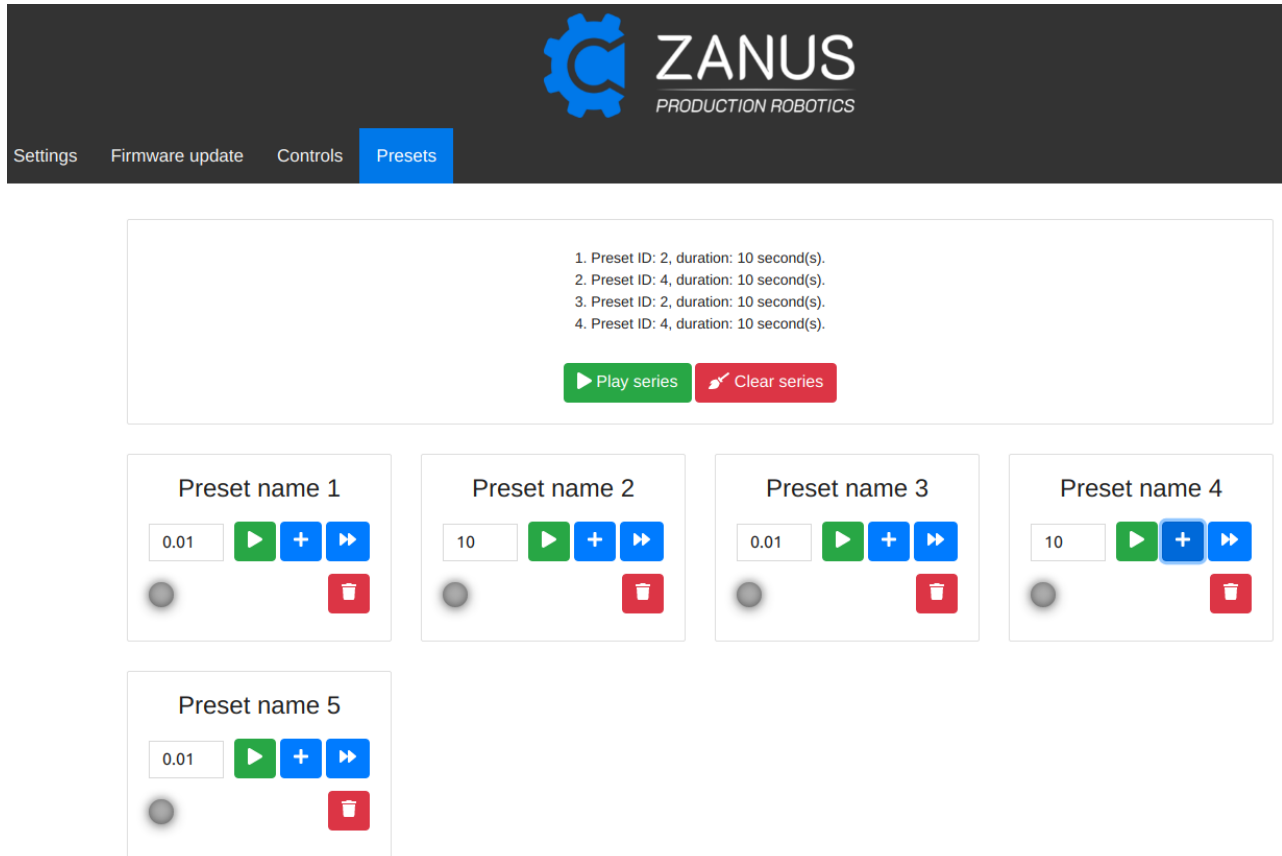 ZANUS
PRODUCTION ROBOTICS
Settings Firmware update Controls Presets
1. Preset ID: 2, duration: 10 second(s).
2. Preset ID: 4, duration: 10 second(s).
3. Preset ID: 2, duration: 10 second(s).
4. Preset ID: 4, duration: 10 second(s).
Play series Clear series
Preset name 1 Preset name 2 Preset name 3 Preset name 4
0.01 10 0.01 10
Preset name 5
0.01